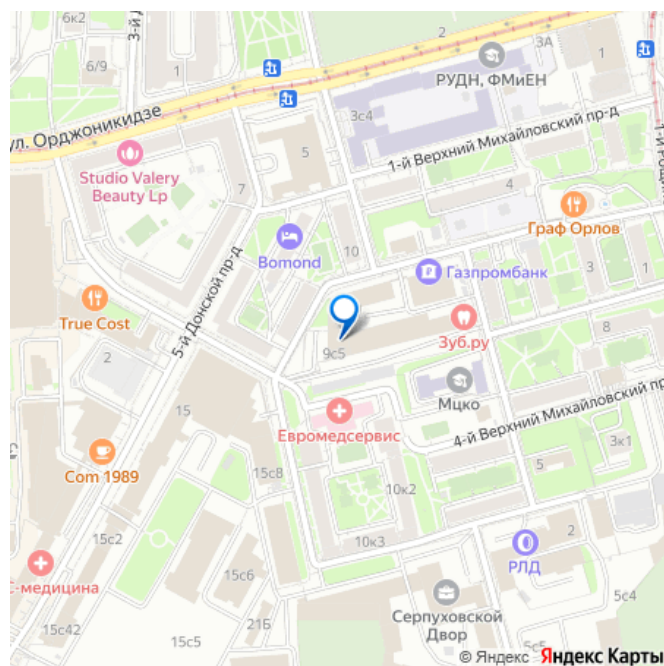 6к2
3-й Д
6/9
1
2
3А
1
РУДН, ФМиЕН
3с4
ул. Орджоникидзе
5
1-й Верхний Михайловский пр-д
Studio Valery
Beauty Lp
7
4
Граф Орлов
10
Bomond
Газпромбанк
3
1
5-й Донской пр-д
True Cost
2
9с5
Зуб.ру
8
Мцко
15
Евромедсервис
4-й Верхний Михайловский пр
3к1
Com 1989
15с8
10к2
5
15с2
10к3
2
РЛД
С-медицина
15с6
5с4
15с42
21Б
Серпуховской
Двор
15с5
5с5
© Яндекс Яндекс Карты